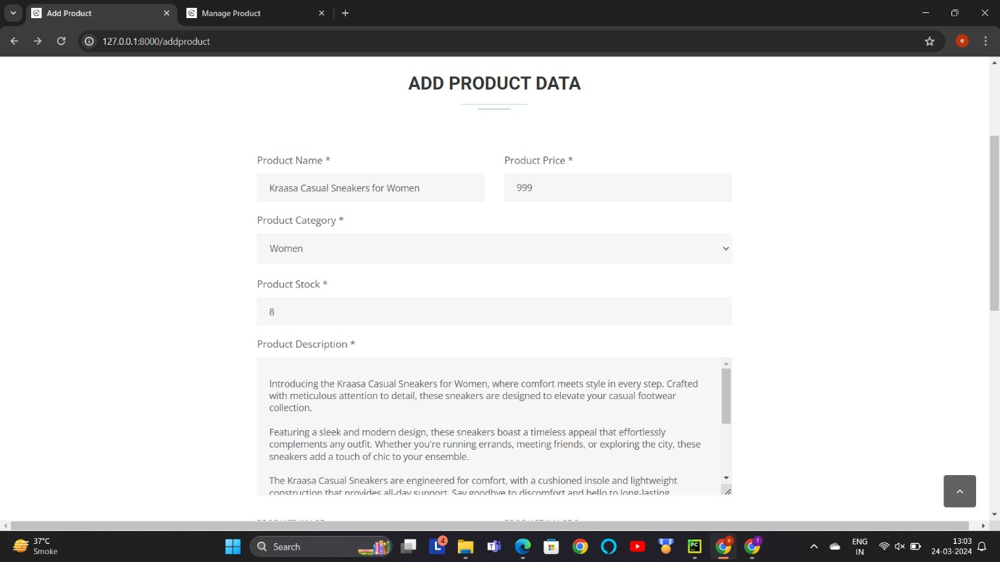 Add Product
Manage Product
127.0.0.1:8000/addproduct
e
ADD PRODUCT DATA
Product Name *
Product Price *
Kraasa Casual Sneakers for Women
999
Product Category *
Women
Product Stock *
8
Product Description *
Introducing the Kraasa Casual Sneakers for Women, where comfort meets style in every step. Crafted
with meticulous attention to detail, these sneakers are designed to elevate your casual footwear
collection.
Featuring a sleek and modern design, these sneakers boast a timeless appeal that effortlessly
complements any outfit. Whether you're running errands, meeting friends, or exploring the city, these
sneakers add a touch of chic to your ensemble.
The Kraasa Casual Sneakers are engineered for comfort, with a cushioned insole and lightweight
construction that provides all-day support. Say goodbye to discomfort and hello to long-lasting
37°C
Smoke
Search
L
4
PC
e
T
ENG
IN
13:03
24-03-2024